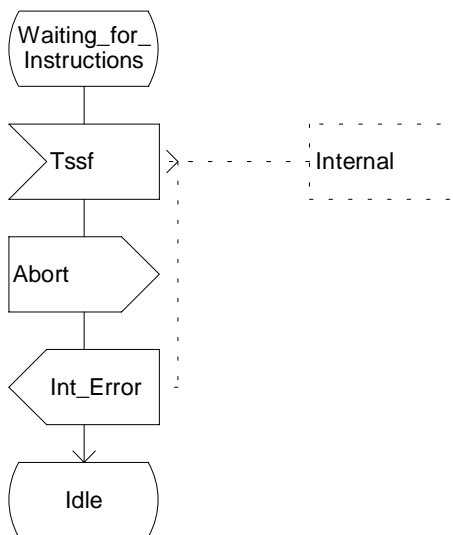 Waiting_for_
Instructions
Tssf
Internal
Abort
Int_Error
Idle